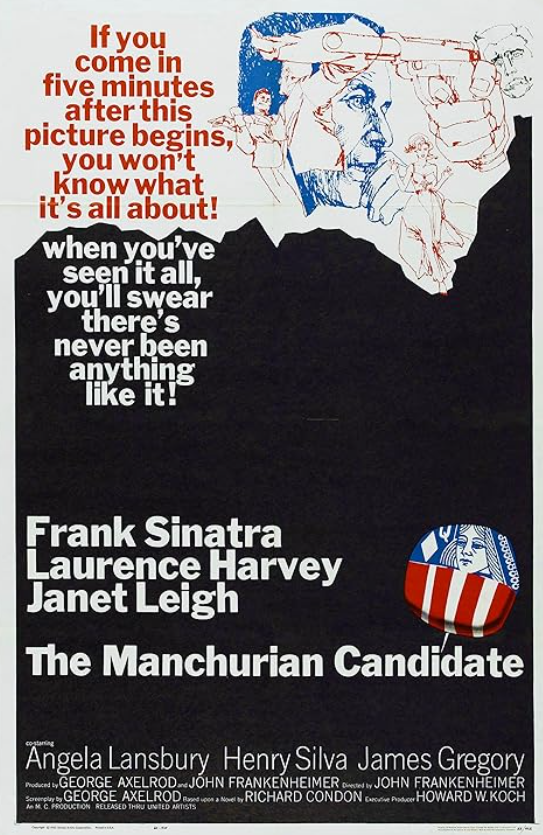 If you
come in
five minutes
after this
picture begins,
you won't
know what
it's all about!
when you've
seen it all,
you'll swear
there's
never been
anything
like it!
Frank Sinatra
Laurence Harvey
Janet Leigh
Q
The Manchurian Candidate
co-starring
Angela Lansbury Henry Silva James Gregory
Produced by GEORGE AXELROD and JOHN FRANKENHEIMER Directed by JOHN FRANKENHEIMER
Screenplay by GEORGE AXELROD Based upon a Novel by RICHARD CONDON Executive Producer HOWARD W. KOCH
An M. C. PRODUCTION RELEASED THRU UNITED ARTISTS